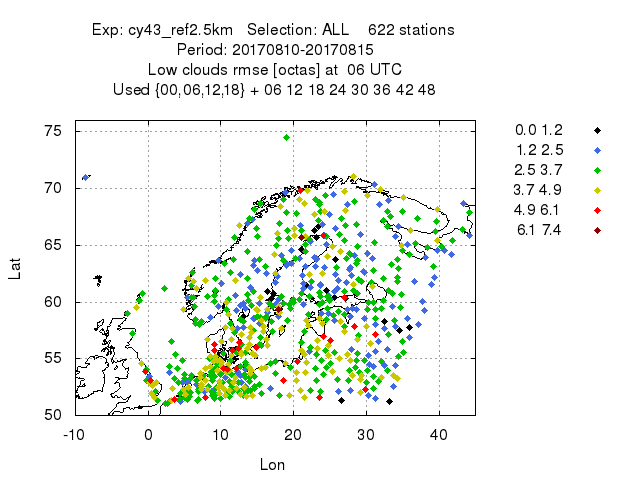 Exp: cy43_ref2.5km   Selection: ALL    622 stations
Period: 20170810-20170815
Low clouds rmse [octas] at  06 UTC
Used {00,06,12,18} + 06 12 18 24 30 36 42 48
0.0 1.2
1.2 2.5
2.5 3.7
3.7 4.9
4.9 6.1
6.1 7.4
Lat
75
70
65
60
55
50
-10 0 10 20 30 40
Lon